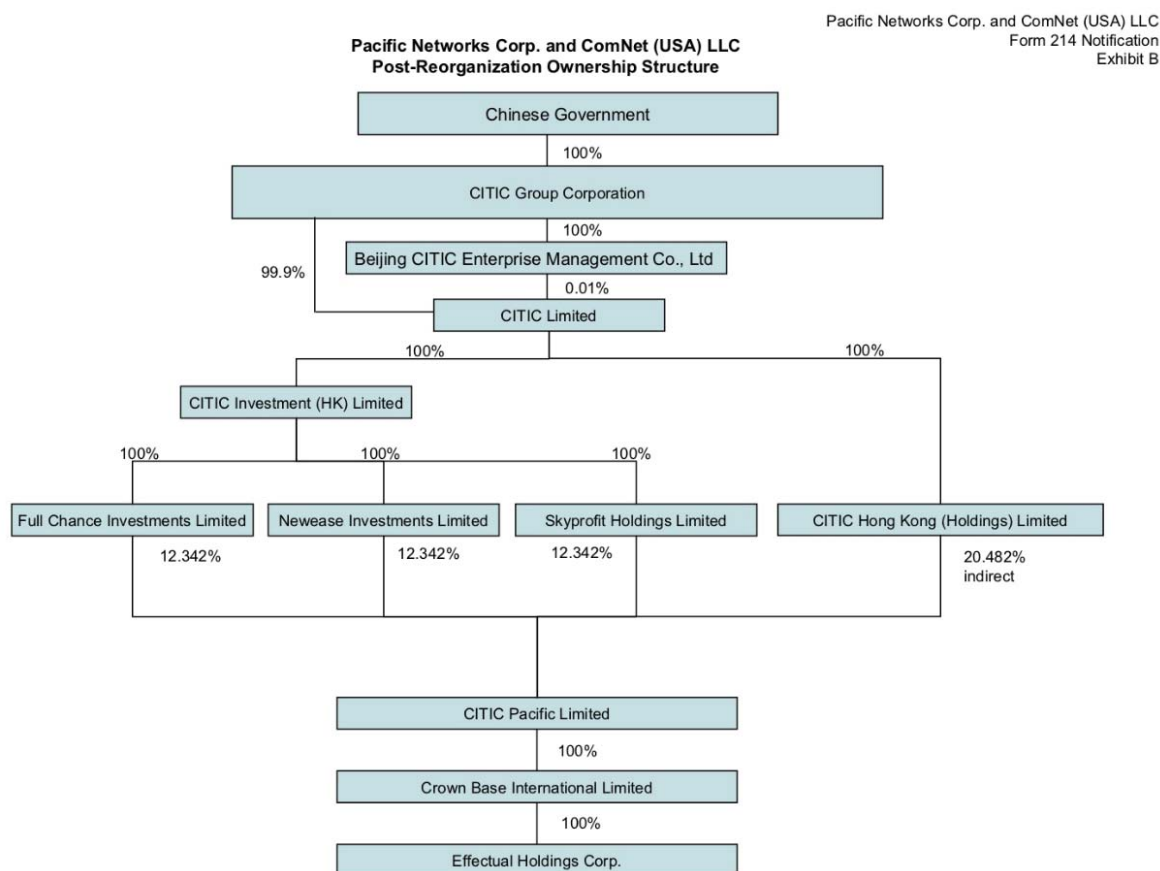 Pacific Networks Corp. and ComNet (USA) LLC
Form 214 Notification
Exhibit B
Pacific Networks Corp. and ComNet (USA) LLC
Post-Reorganization Ownership Structure
Chinese Government
100%
CITIC Group Corporation
100%
Beijing CITIC Enterprise Management Co., Ltd
99.9%
0.01%
CITIC Limited
100%
100%
CITIC Investment (HK) Limited
100%
100%
100%
Full Chance Investments Limited
Newease Investments Limited
Skyprofit Holdings Limited
CITIC Hong Kong (Holdings) Limited
12.342%
12.342%
12.342%
20.482%
indirect
CITIC Pacific Limited
100%
Crown Base International Limited
100%
Effectual Holdings Corp.